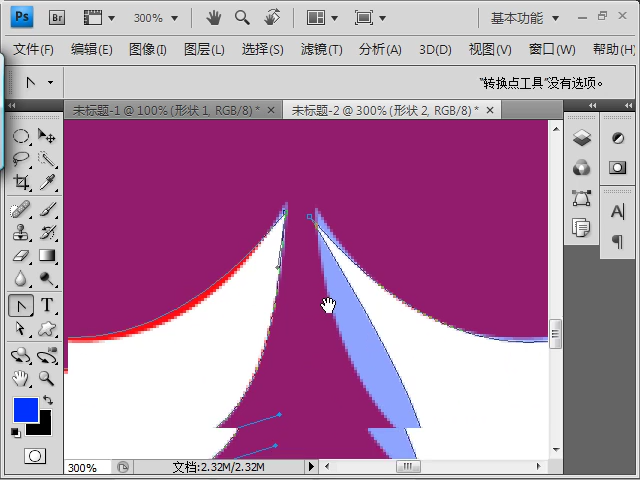 Ps Br 300% 基本功能
文件(F) 编辑(E) 图像(I) 图层(L) 选择(S) 滤镜(T) 分析(A) 3D(D) 视图(V) 窗口(W) 帮助(H)
“转换点工具”没有选项。
未标题-1 @ 100% (形状 1, RGB/8) * 未标题-2 @ 300% (形状 2, RGB/8) *
T
A
300% 文档:2.32M/2.32M